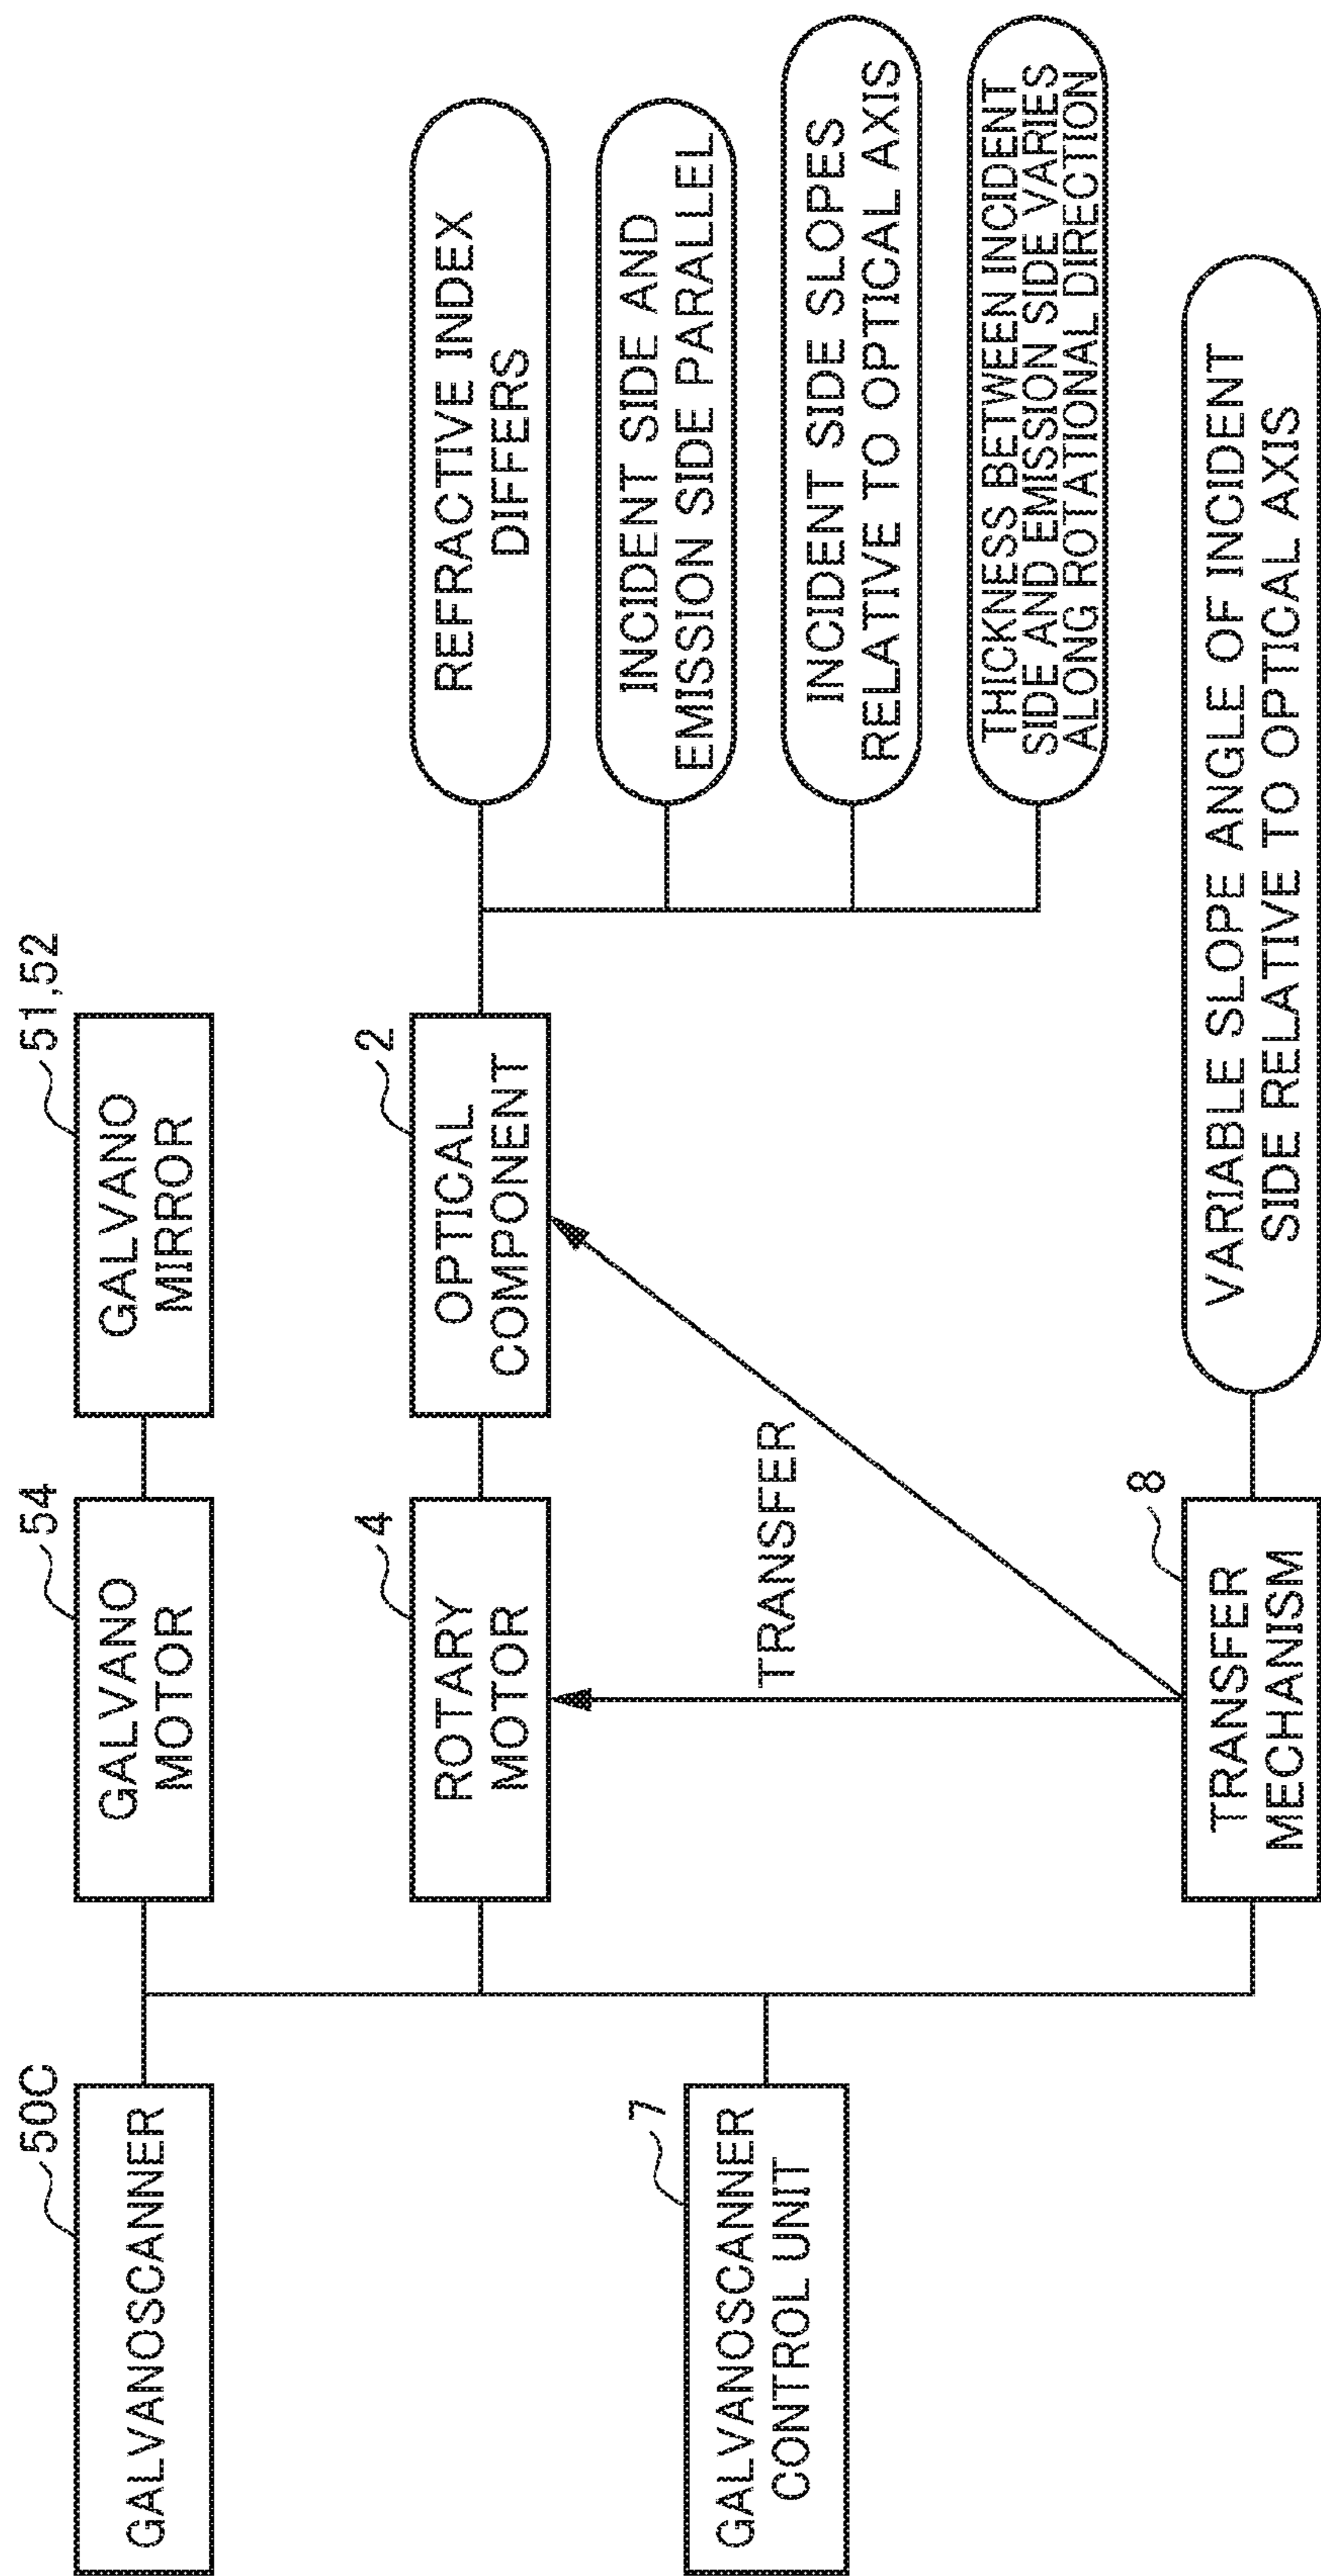 50C
GALVANOSCANNER
54
GALVANO
MOTOR
51,52
GALVANO
MIRROR
4
ROTARY
MOTOR
2
OPTICAL
COMPONENT
REFRACTIVE INDEX
DIFFERS
INCIDENT SIDE AND
EMISSION SIDE PARALLEL
INCIDENT SIDE SLOPES
RELATIVE TO OPTICAL AXIS
THICKNESS BETWEEN INCIDENT
SIDE AND EMISSION SIDE VARIES
ALONG ROTATIONAL DIRECTION
7
GALVANOSCANNER
CONTROL UNIT
TRANSFER
8
TRANSFER
MECHANISM
VARIABLE SLOPE ANGLE OF INCIDENT
SIDE RELATIVE TO OPTICAL AXIS